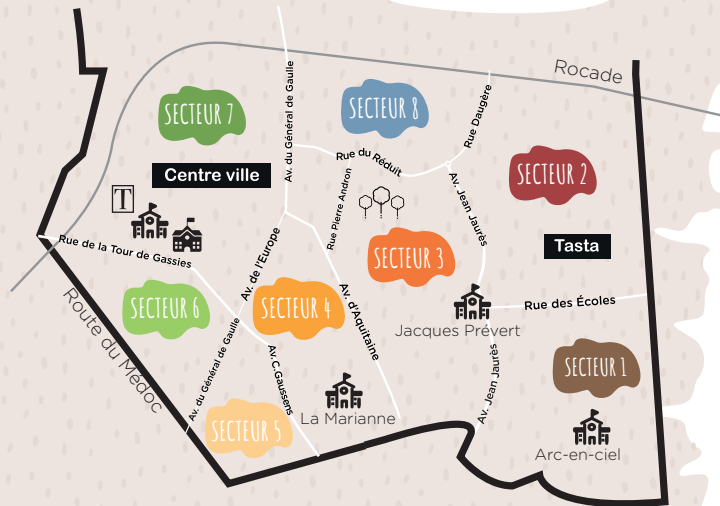 Rocade
SECTEUR 7
Av. du Général de Gaulle
SECTEUR 8
Rue Daugère
Rue du Réduit
Centre ville
SECTEUR 2
T
Rue Pierre Andron
Av. Jean Jaurès
Tasta
Rue de la Tour de Gassies
Av. de l'Europe
SECTEUR 3
SECTEUR 6
SECTEUR 4
Av. d'Aquitaine
Rue des Écoles
Jacques Prévert
Route du Médoc
Av. du Général de Gaulle
Av. C.Gaussens
Av. Jean Jaurès
SECTEUR 1
La Marianne
SECTEUR 5
Arc-en-ciel